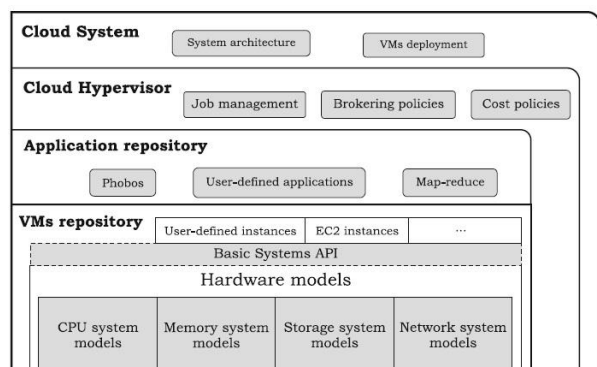 Cloud System
System architecture
VMs deployment
Cloud Hypervisor
Job management
Brokering policies
Cost policies
Application repository
Phobos
User-defined applications
Map-reduce
VMs repository
User-defined instances
EC2 instances
...
Basic Systems API
Hardware models
CPU system
models
Memory system
models
Storage system
models
Network system
models